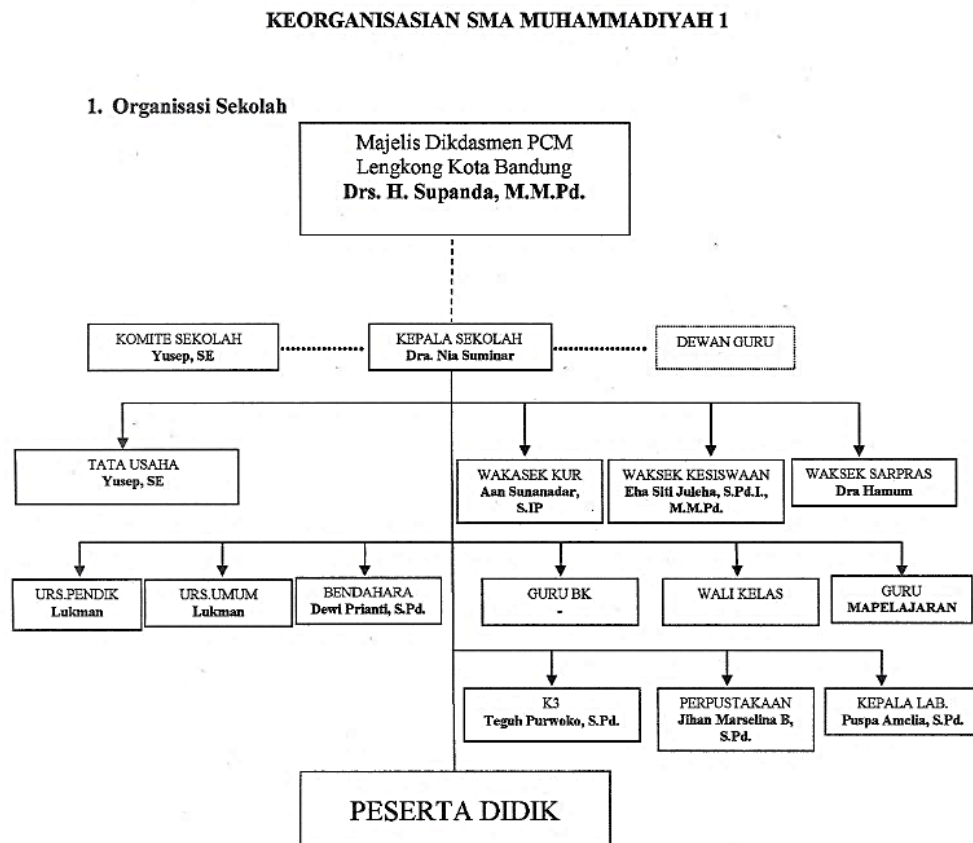 KEORGANISASIAN SMA MUHAMMADIYAH 1
1. Organisasi Sekolah
Majelis Dikdasmen PCM
Lengkong Kota Bandung
Drs. H. Supanda, M.M.Pd.
KOMITE SEKOLAH
Yusep, SE
KEPALA SEKOLAH
Dra. Nia Suminar
DEWAN GURU
TATA USAHA
Yusep, SE
WAKASEK KUR
Aan Sunanadar,
S.IP
WAKSEK KESISWAAN
Eha Siti Juleha, S.Pd.I.,
M.M.Pd.
WAKSEK SARPRAS
Dra Hamum
URS.PENDIK
Lukman
URS.UMUM
Lukman
BENDAHARA
Dewi Prianti, S.Pd.
GURU BK
-
WALI KELAS
GURU
MAPELAJARAN
K3
Teguh Purwoko, S.Pd.
PERPUSTAKAAN
Jihan Marselina B,
S.Pd.
KEPALA LAB.
Puspa Amelia, S.Pd.
PESERTA DIDIK